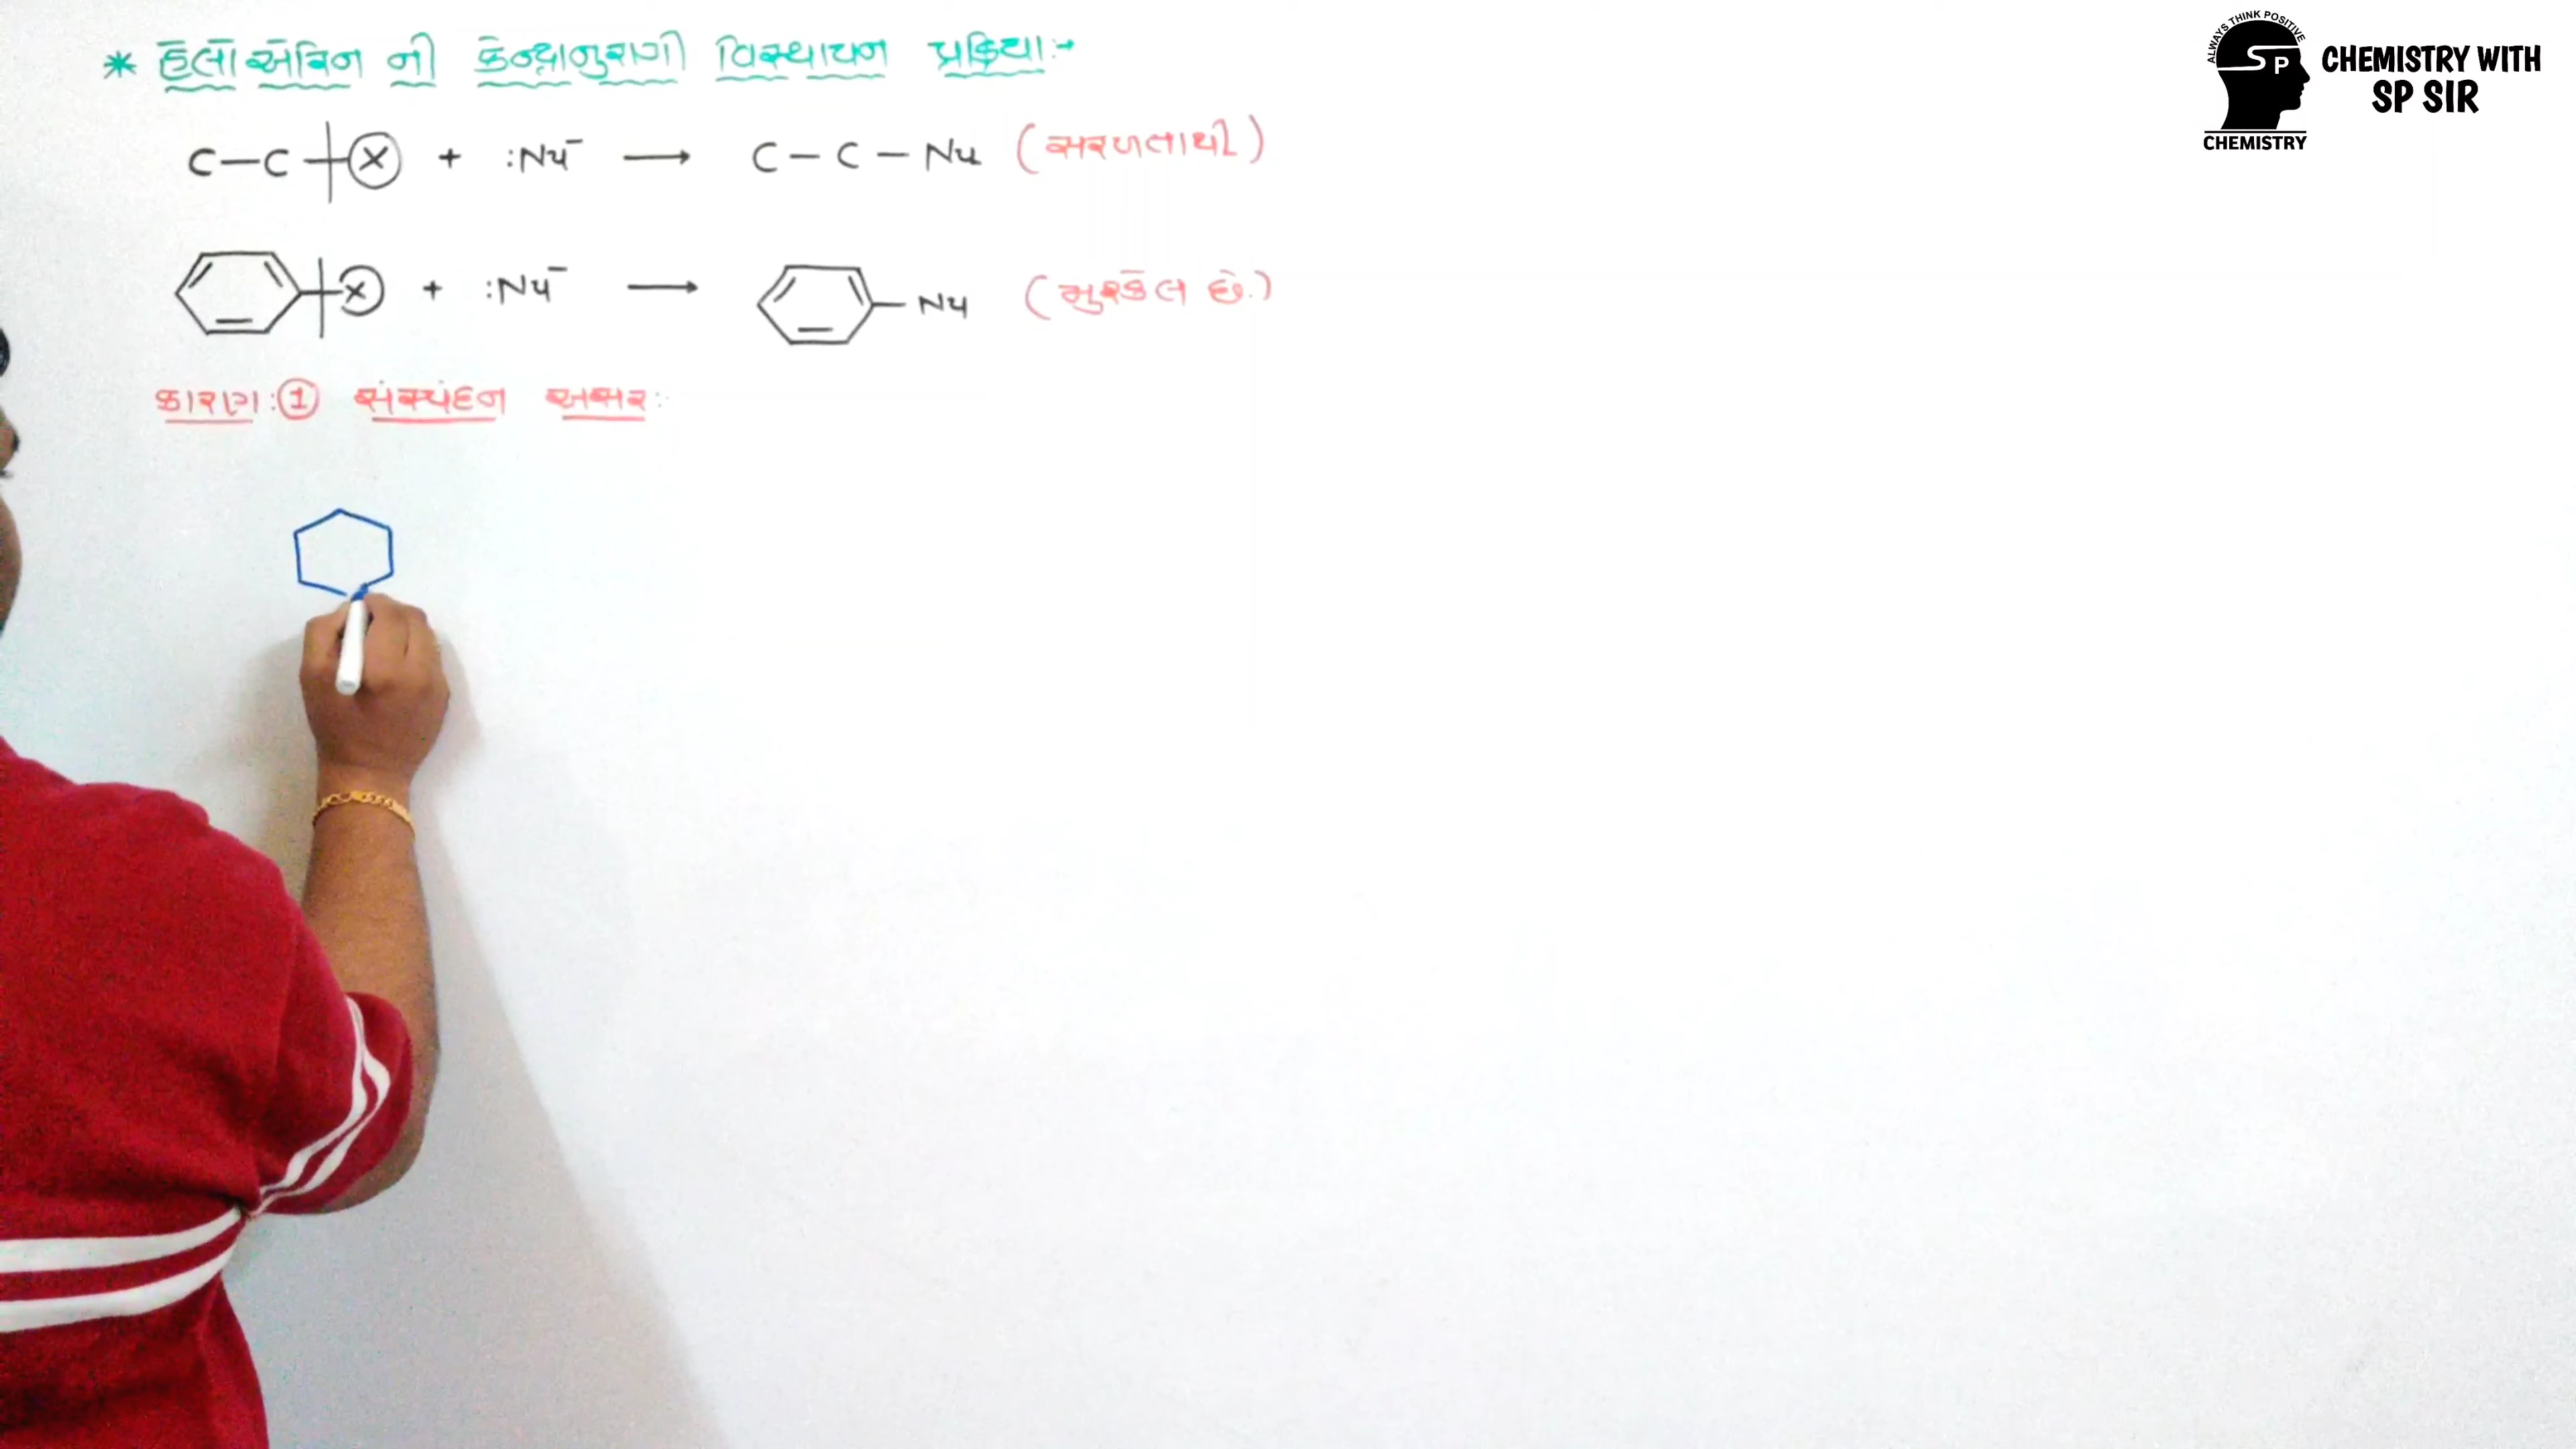 * હેલોએરિન ની કેન્દ્રાનુરાગી વિસ્થાપન પ્રક્રિયા :→
C–C–X + :Nu⁻ ⟶ C – C – Nu (સરળતાથી)
X + :Nu⁻ ⟶ –Nu (મુશ્કેલ છે.)
કારણ : ① સંસ્પંદન અસર :
ALWAYS THINK POSITIVE
SP
CHEMISTRY
CHEMISTRY WITH
SP SIR